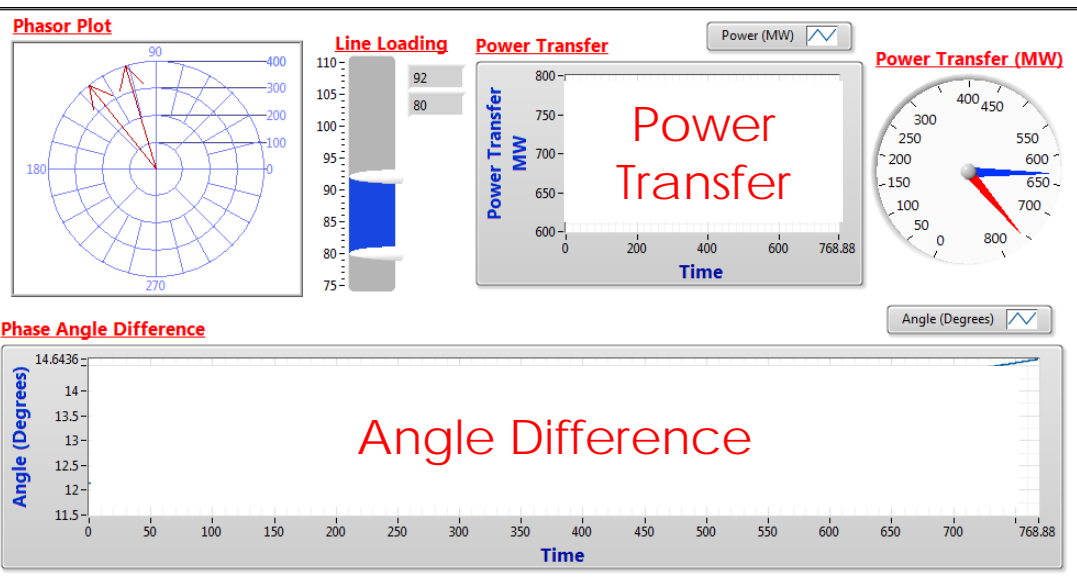 Phasor Plot
90
400
300
200
100
0
180
270
Line Loading
110
105
100
95
90
85
80
75
92
80
Power Transfer
Power (MW)
Power Transfer
MW
800
750
700
650
600
Power
Transfer
0 200 400 600 768.88
Time
Power Transfer (MW)
0
50
100
150
200
250
300
400
450
550
600
650
700
800
Phase Angle Difference
Angle (Degrees)
Angle (Degrees)
14.6436
14
13.5
13
12.5
12
11.5
Angle Difference
0 50 100 150 200 250 300 350 400 450 500 550 600 650 700 768.88
Time